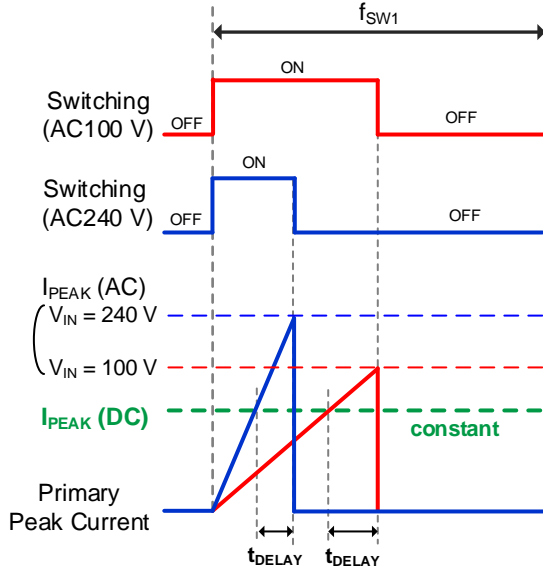 fSW1
ON
Switching
(AC100 V)
OFF
OFF
ON
Switching
(AC240 V)
OFF
OFF
IPEAK (AC)
VIN = 240 V
VIN = 100 V
IPEAK (DC)
constant
Primary
Peak Current
tDELAY
tDELAY